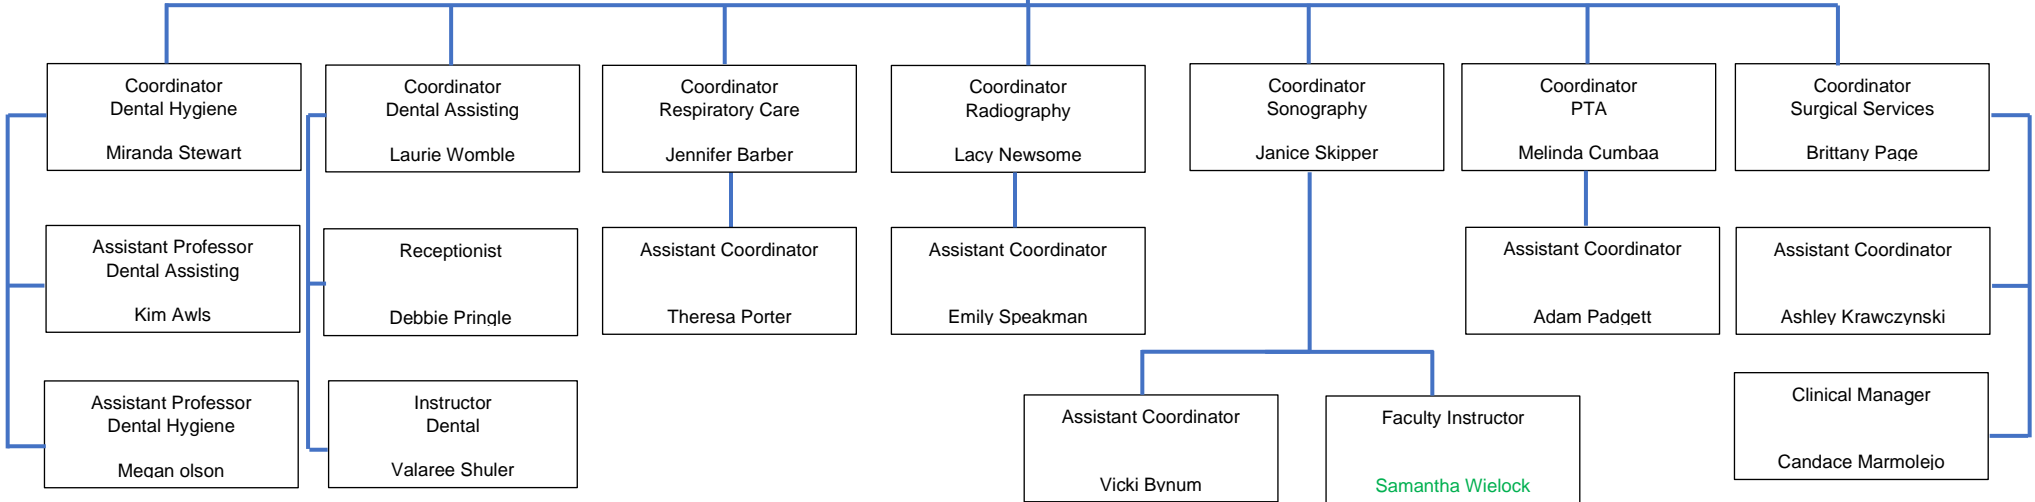 Coordinator
Dental Hygiene
Miranda Stewart
Coordinator
Dental Assisting
Laurie Womble
Coordinator
Respiratory Care
Jennifer Barber
Coordinator
Radiography
Lacy Newsome
Coordinator
Sonography
Janice Skipper
Coordinator
PTA
Melinda Cumbaa
Coordinator
Surgical Services
Brittany Page
Assistant Professor
Dental Assisting
Kim Awls
Receptionist
Debbie Pringle
Assistant Coordinator
Theresa Porter
Assistant Coordinator
Emily Speakman
Assistant Coordinator
Adam Padgett
Assistant Coordinator
Ashley Krawczynski
Assistant Professor
Dental Hygiene
Megan olson
Instructor
Dental
Valaree Shuler
Assistant Coordinator
Vicki Bynum
Faculty Instructor
Samantha Wielock
Clinical Manager
Candace Marmolejo